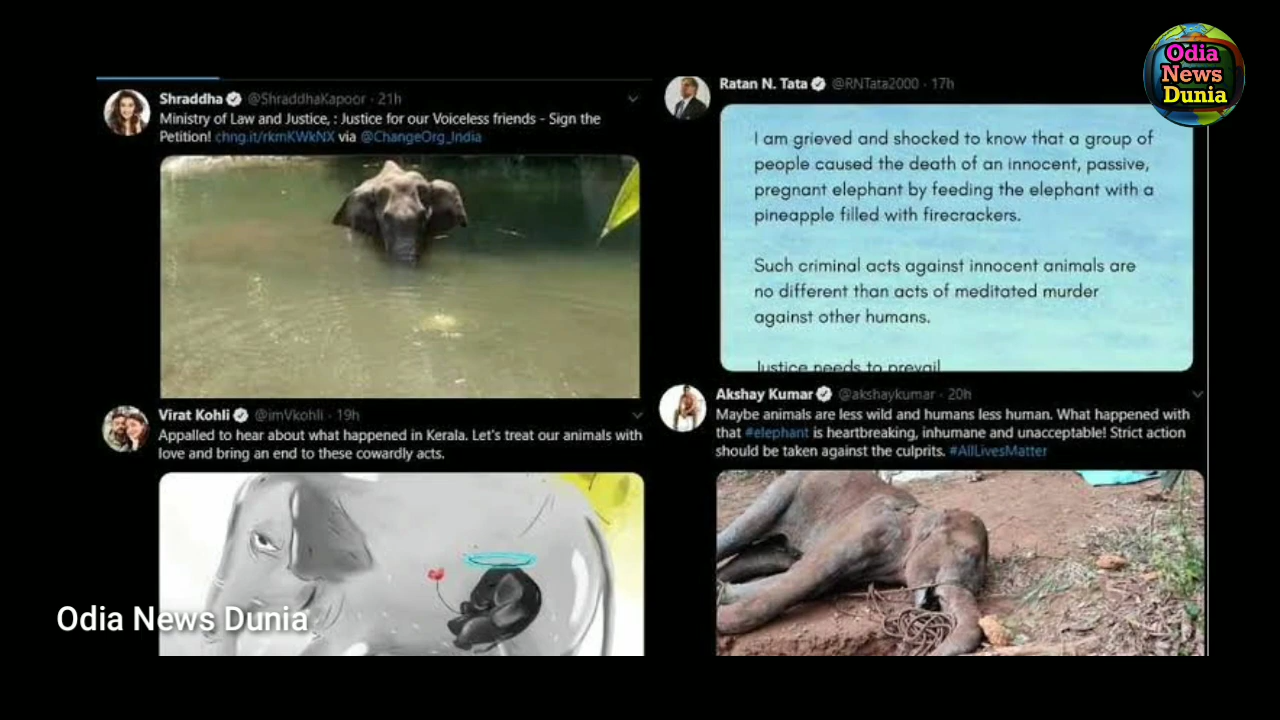 Shraddha @ShraddhaKapoor · 21h
Ministry of Law and Justice, : Justice for our Voiceless friends - Sign the
Petition! chng.it/rkmKWkNX via @ChangeOrg_India
Virat Kohli @imVkohli · 19h
Appalled to hear about what happened in Kerala. Let's treat our animals with
love and bring an end to these cowardly acts.
Odia News Dunia
Ratan N. Tata @RNTata2000 · 17h
I am grieved and shocked to know that a group of
people caused the death of an innocent, passive,
pregnant elephant by feeding the elephant with a
pineapple filled with firecrackers.
Such criminal acts against innocent animals are
no different than acts of meditated murder
against other humans.
Justice needs to prevail
Akshay Kumar @akshaykumar · 20h
Maybe animals are less wild and humans less human. What happened with
that #elephant is heartbreaking, inhumane and unacceptable! Strict action
should be taken against the culprits. #AllLivesMatter
Odia
News
Dunia